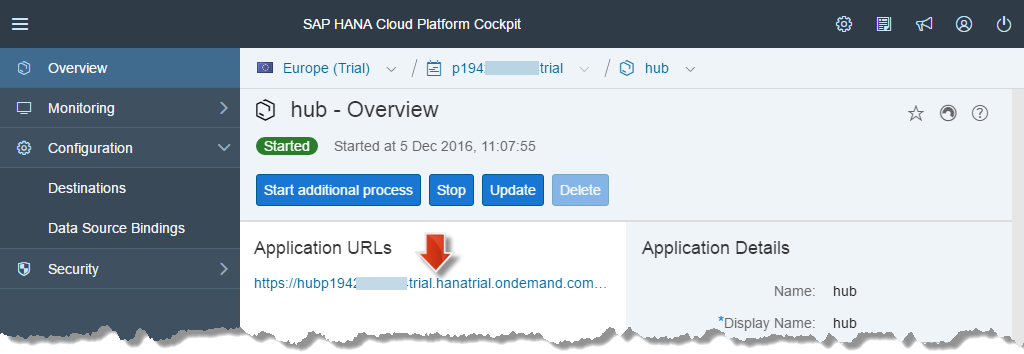 SAP HANA Cloud Platform Cockpit
Overview
Monitoring
Configuration
Destinations
Data Source Bindings
Security
Europe (Trial) / p194 trial / hub
hub - Overview
Started Started at 5 Dec 2016, 11:07:55
Start additional process Stop Update Delete
Application URLs
https://hubp1942 trial.hanatrial.ondemand.com...
Application Details
Name: hub
*Display Name: hub